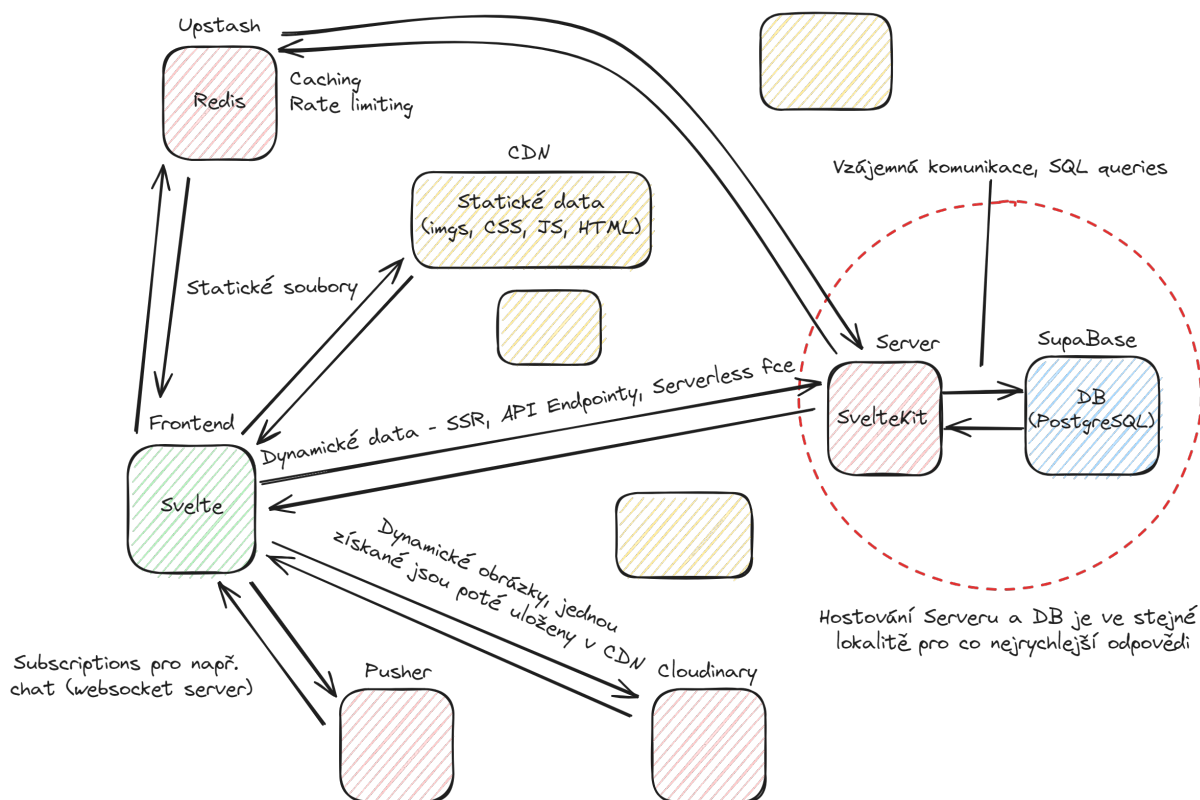 Upstash
Redis
Caching
Rate limiting
CDN
Statické data
(imgs, CSS, JS, HTML)
Vzájemná komunikace, SQL queries
Statické soubory
Server
SupaBase
SvelteKit
DB
(PostgreSQL)
Dynamické data - SSR, API Endpointy, Serverless fce
Frontend
Svelte
Dynamické obrázky, jednou
získané jsou poté uloženy v CDN
Hostování Serveru a DB je ve stejné
lokalitě pro co nejrychlejší odpovědi
Subscriptions pro např.
chat (websocket server)
Pusher
Cloudinary